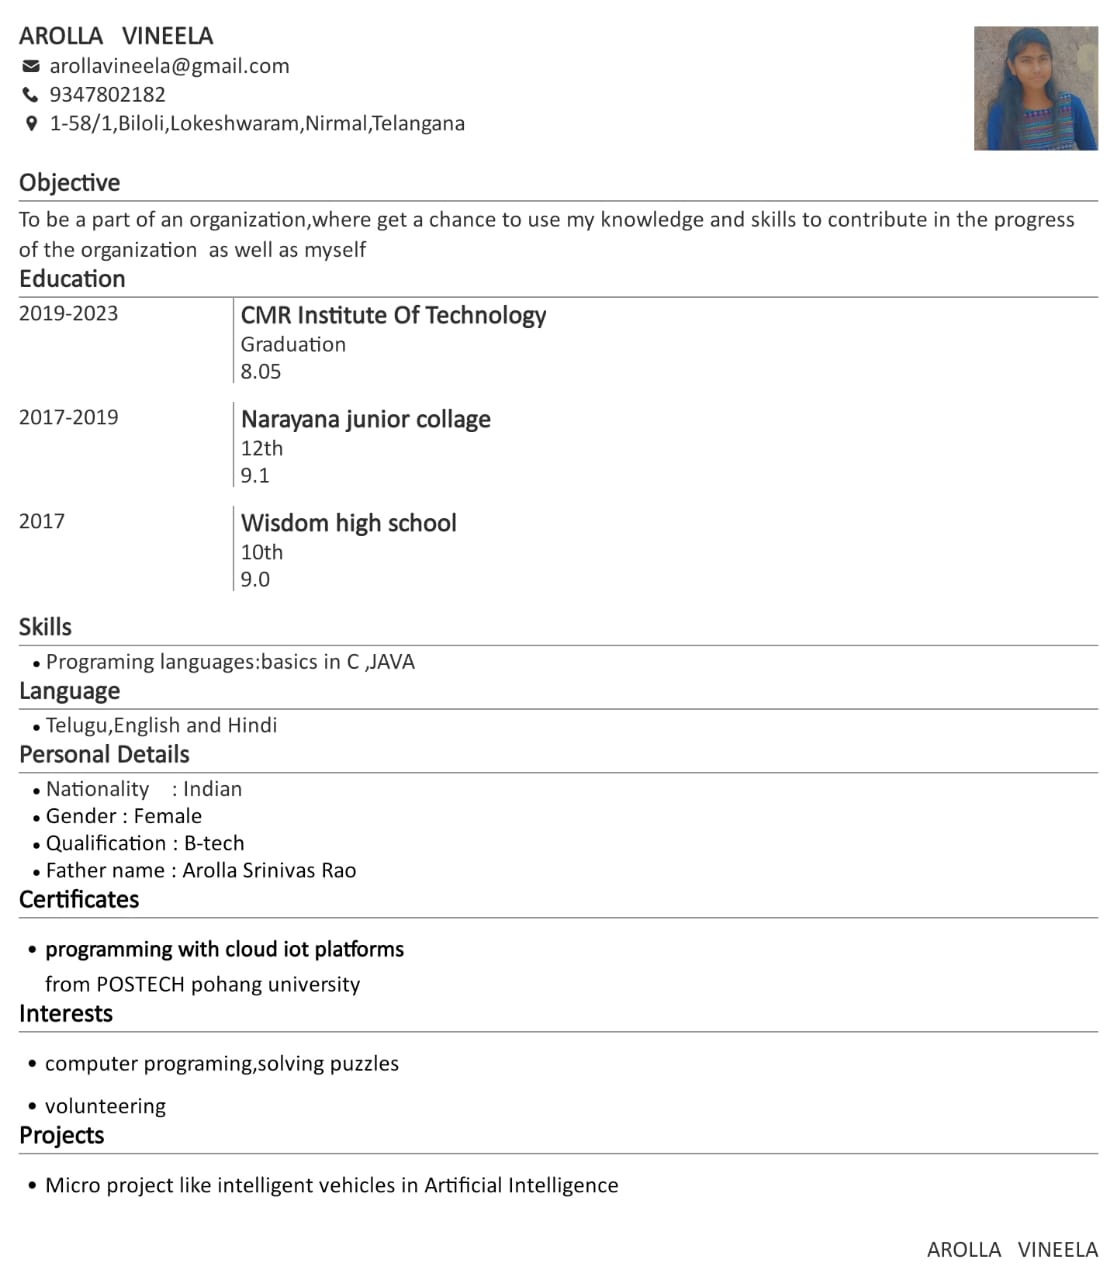 AROLLA   VINEELA
arollavineela@gmail.com
9347802182
1-58/1,Biloli,Lokeshwaram,Nirmal,Telangana
Objective
To be a part of an organization,where get a chance to use my knowledge and skills to contribute in the progress
of the organization  as well as myself
Education
2019-2023
CMR Institute Of Technology
Graduation
8.05
2017-2019
Narayana junior collage
12th
9.1
2017
Wisdom high school
10th
9.0
Skills
• Programing languages:basics in C ,JAVA
Language
• Telugu,English and Hindi
Personal Details
• Nationality    : Indian
• Gender : Female
• Qualification : B-tech
• Father name : Arolla Srinivas Rao
Certificates
• programming with cloud iot platforms
from POSTECH pohang university
Interests
• computer programing,solving puzzles
• volunteering
Projects
• Micro project like intelligent vehicles in Artificial Intelligence
AROLLA   VINEELA